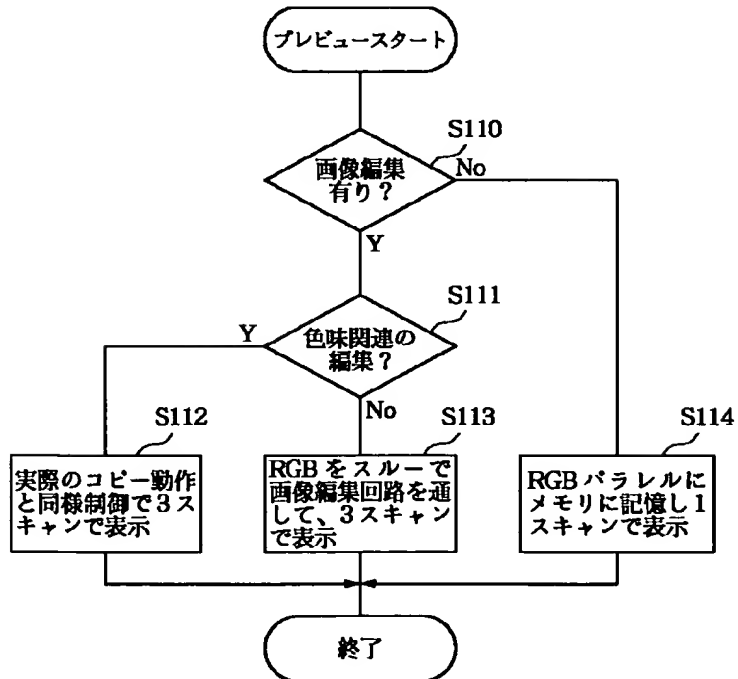 プレビュースタート
S110
画像編集
有り？
No
Y
S111
色味関連の
編集？
Y
No
S112
実際のコピー動作
と同様制御で3ス
キャンで表示
S113
RGBをスルーで
画像編集回路を通
して、3スキャン
で表示
S114
RGBパラレルに
メモリに記憶し1
スキャンで表示
終了